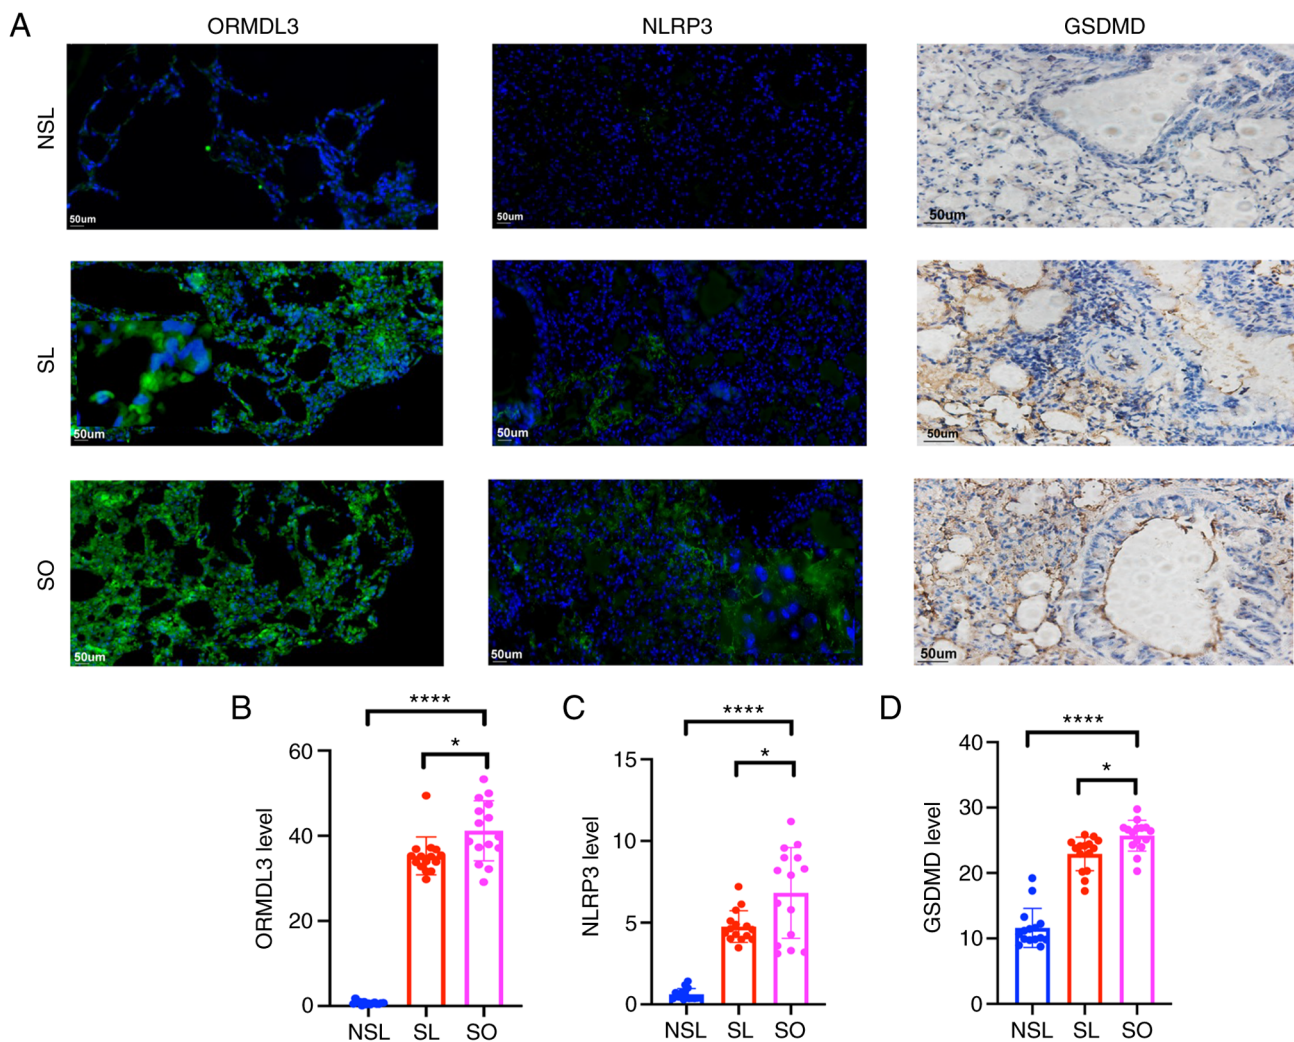 A
ORMDL3 NLRP3 GSDMD
NSL
50um 50um 50um
SL
50um 50um 50um
SO
50um 50um 50um
B C D
**** **** ****
* * *
ORMDL3 level
60
40
20
0
NSL SL SO
NLRP3 level
15
10
5
0
NSL SL SO
GSDMD level
40
30
20
10
0
NSL SL SO